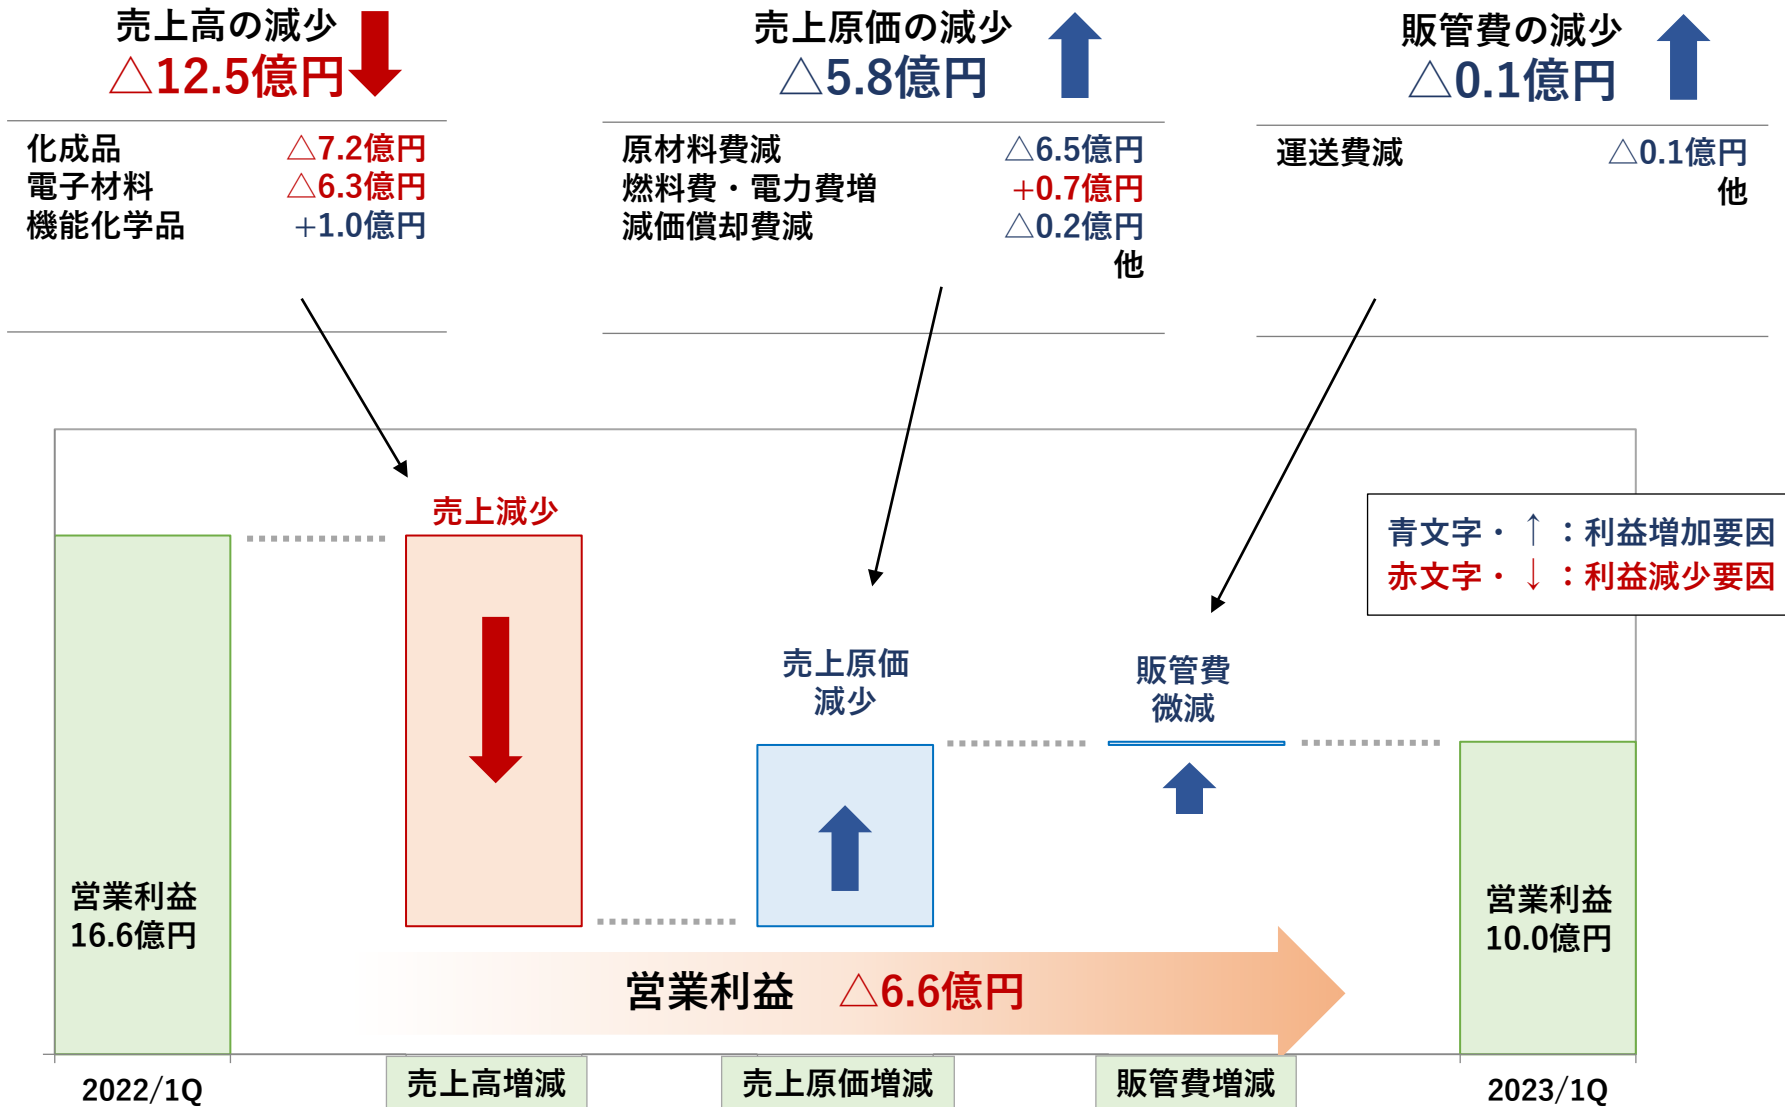 売上高の減少
△12.5億円
化成品 △7.2億円
電子材料 △6.3億円
機能化学品 +1.0億円
売上原価の減少
△5.8億円
原材料費減 △6.5億円
燃料費・電力費増 +0.7億円
減価償却費減 △0.2億円
他
販管費の減少
△0.1億円
運送費減 △0.1億円
他
売上減少
青文字・↑：利益増加要因
赤文字・↓：利益減少要因
売上原価
減少
販管費
微減
営業利益
16.6億円
営業利益
10.0億円
営業利益 △6.6億円
2022/1Q
売上高増減
売上原価増減
販管費増減
2023/1Q